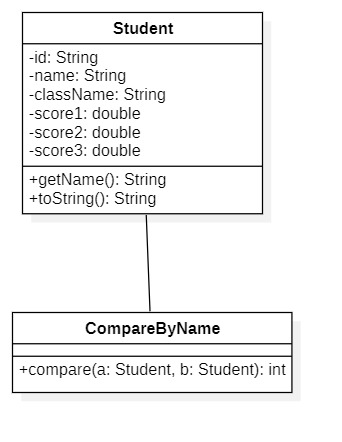 Student
-id: String
-name: String
-className: String
-score1: double
-score2: double
-score3: double
+getName(): String
+toString(): String
CompareByName
+compare(a: Student, b: Student): int